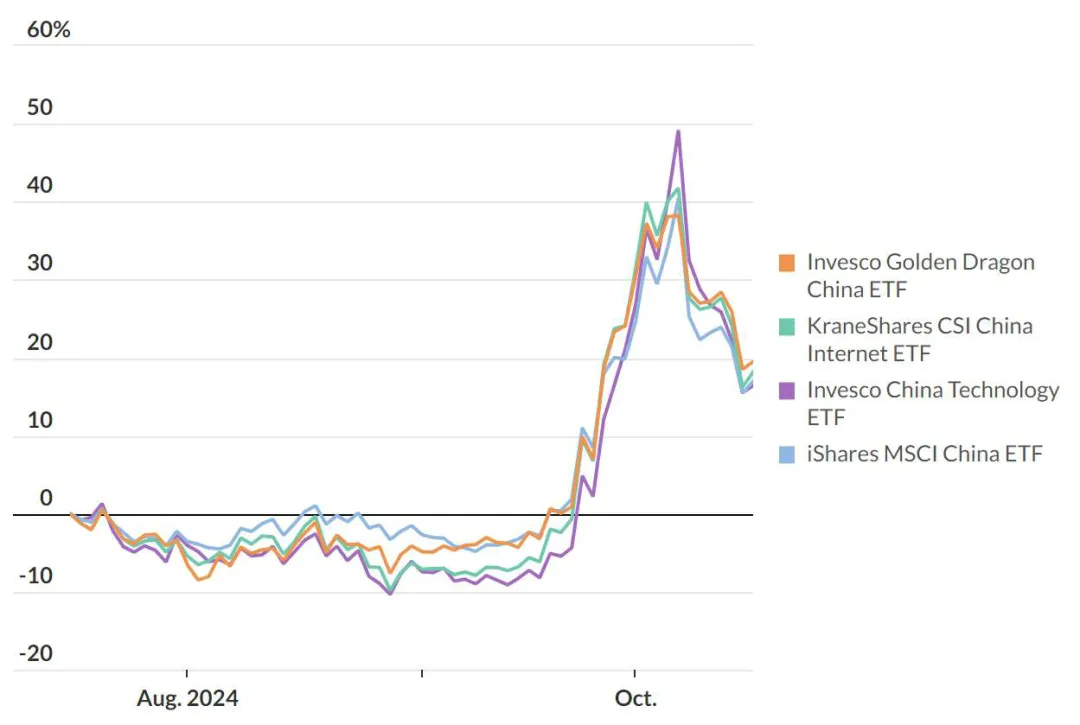 60%
50
40
30
20
10
0
-10
-20
Aug. 2024
Oct.
Invesco Golden Dragon
China ETF
KraneShares CSI China
Internet ETF
Invesco China Technology
ETF
iShares MSCI China ETF